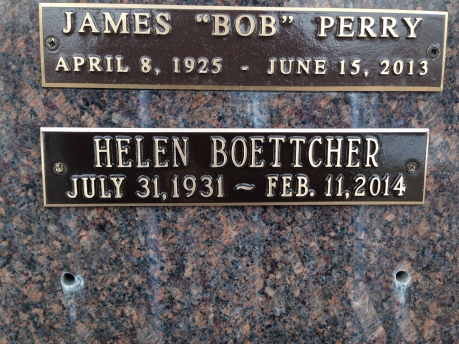 JAMES “BOB” PERRY
APRIL 8, 1925 - JUNE 15, 2013
HELEN BOETTCHER
JULY 31, 1931 ~ FEB. 11, 2014